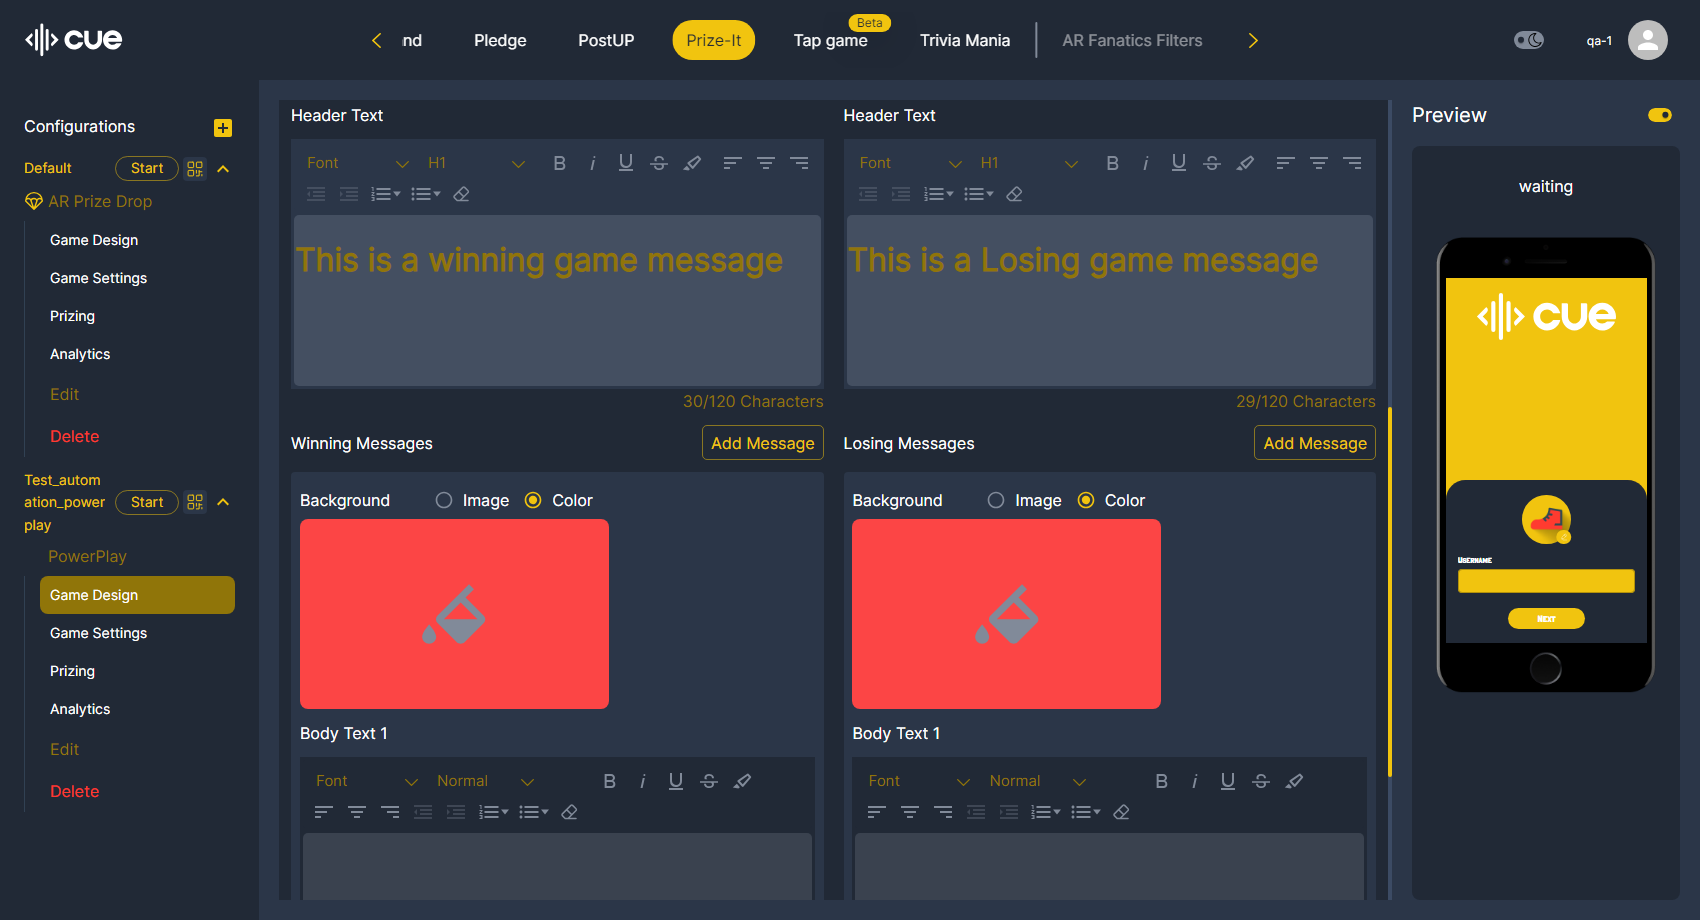 cue
nd
Pledge
PostUP
Prize-It
Beta
Tap game
Trivia Mania
AR Fanatics Filters
qa-1
Configurations
Default
Start
AR Prize Drop
Game Design
Game Settings
Prizing
Analytics
Edit
Delete
Test_autom
ation_power
play
Start
PowerPlay
Game Design
Game Settings
Prizing
Analytics
Edit
Delete
Header Text
Font
H1
This is a winning game message
30/120 Characters
Winning Messages
Add Message
Background
Image
Color
Body Text 1
Font
Normal
Header Text
Font
H1
This is a Losing game message
29/120 Characters
Losing Messages
Add Message
Background
Image
Color
Body Text 1
Font
Normal
Preview
waiting
cue
Username
Next